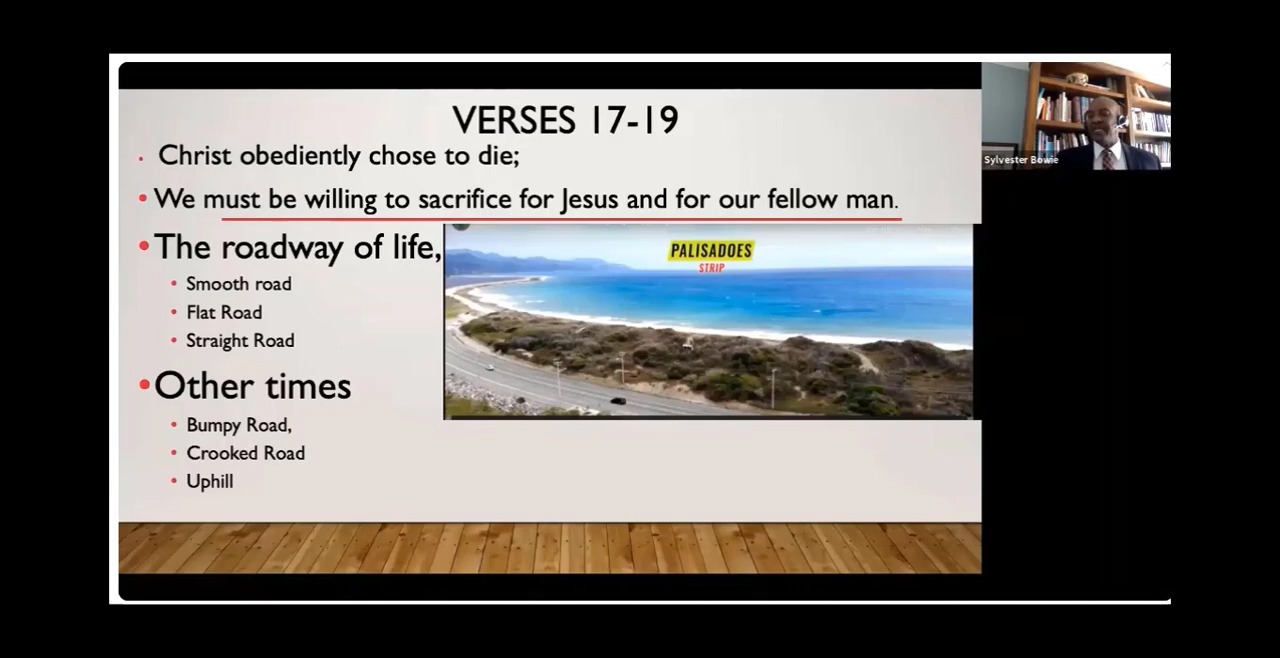 VERSES 17-19
Christ obediently chose to die;
We must be willing to sacrifice for Jesus and for our fellow man.
The roadway of life,
Smooth road
Flat Road
Straight Road
Other times
Bumpy Road,
Crooked Road
Uphill
PALISADOES
STRIP
Sylvester Bowie